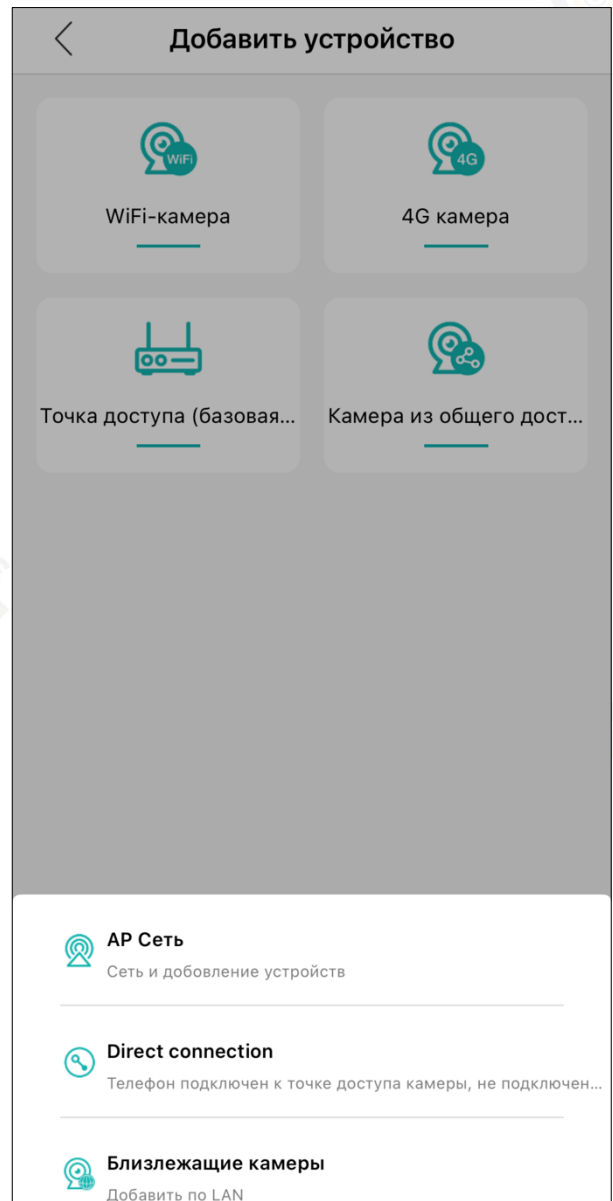 Добавить устройство
WiFi
4G
WiFi-камера
4G камера
Точка доступа (базовая...
Камера из общего дост...
AP Сеть
Сеть и добовление устройств
Direct connection
Телефон подключен к точке доступа камеры, не подключен...
Близлежащие камеры
Добавить по LAN